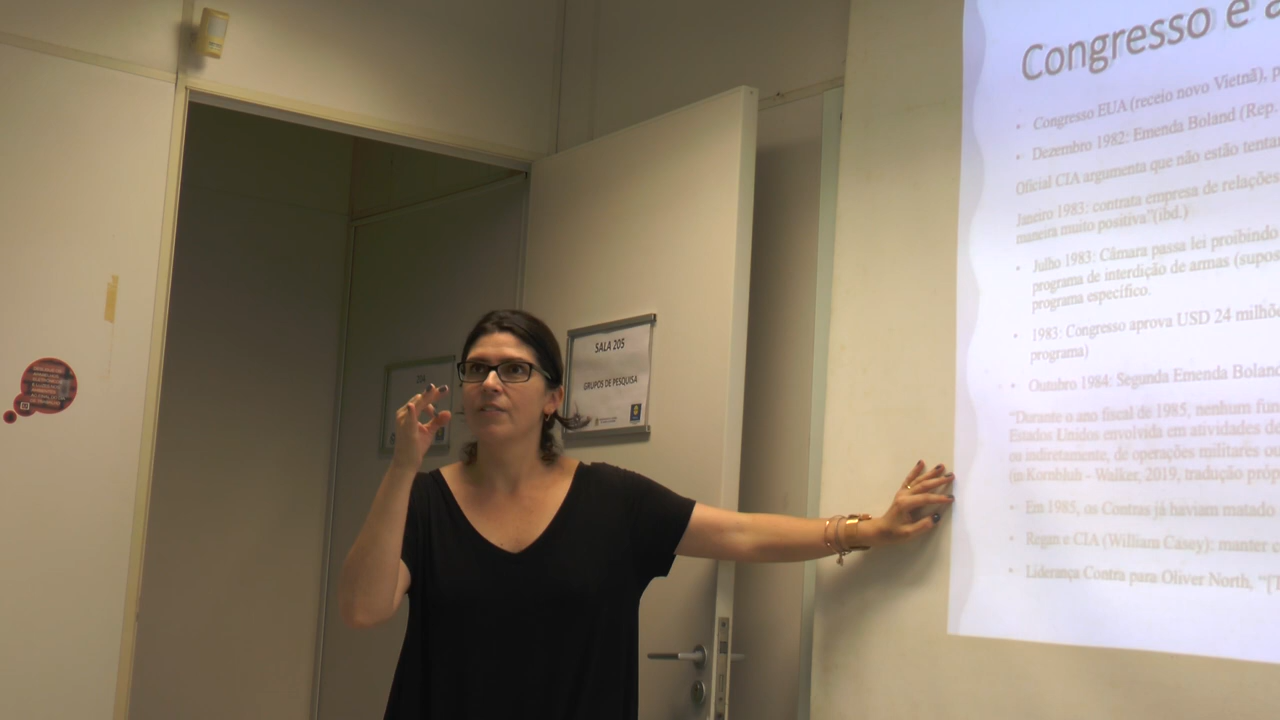 SALA 205
GRUPOS DE PESQUISA
204
Congresso e a
Congresso EUA (receio novo Vietnã), p
Dezembro 1982: Emenda Boland (Rep.
Oficial CIA argumenta que não estão tenta
Janeiro 1983: contrata empresa de relações
maneira muito positiva"(ibd.)
Julho 1983: Câmara passa lei proibindo
programa de interdição de armas (supos
programa específico.
1983: Congresso aprova USD 24 milhõ
programa)
Outubro 1984: Segunda Emenda Boland
"Durante o ano fiscal de 1985, nenhum fun
Estados Unidos envolvida em atividades de
ou indiretamente, de operações militares ou
(in Kornbluh - Walker, 2019, tradução próp
Em 1985, os Contras já haviam matado
Regan e CIA (William Casey): manter
Liderança Contra para Oliver North, "[T